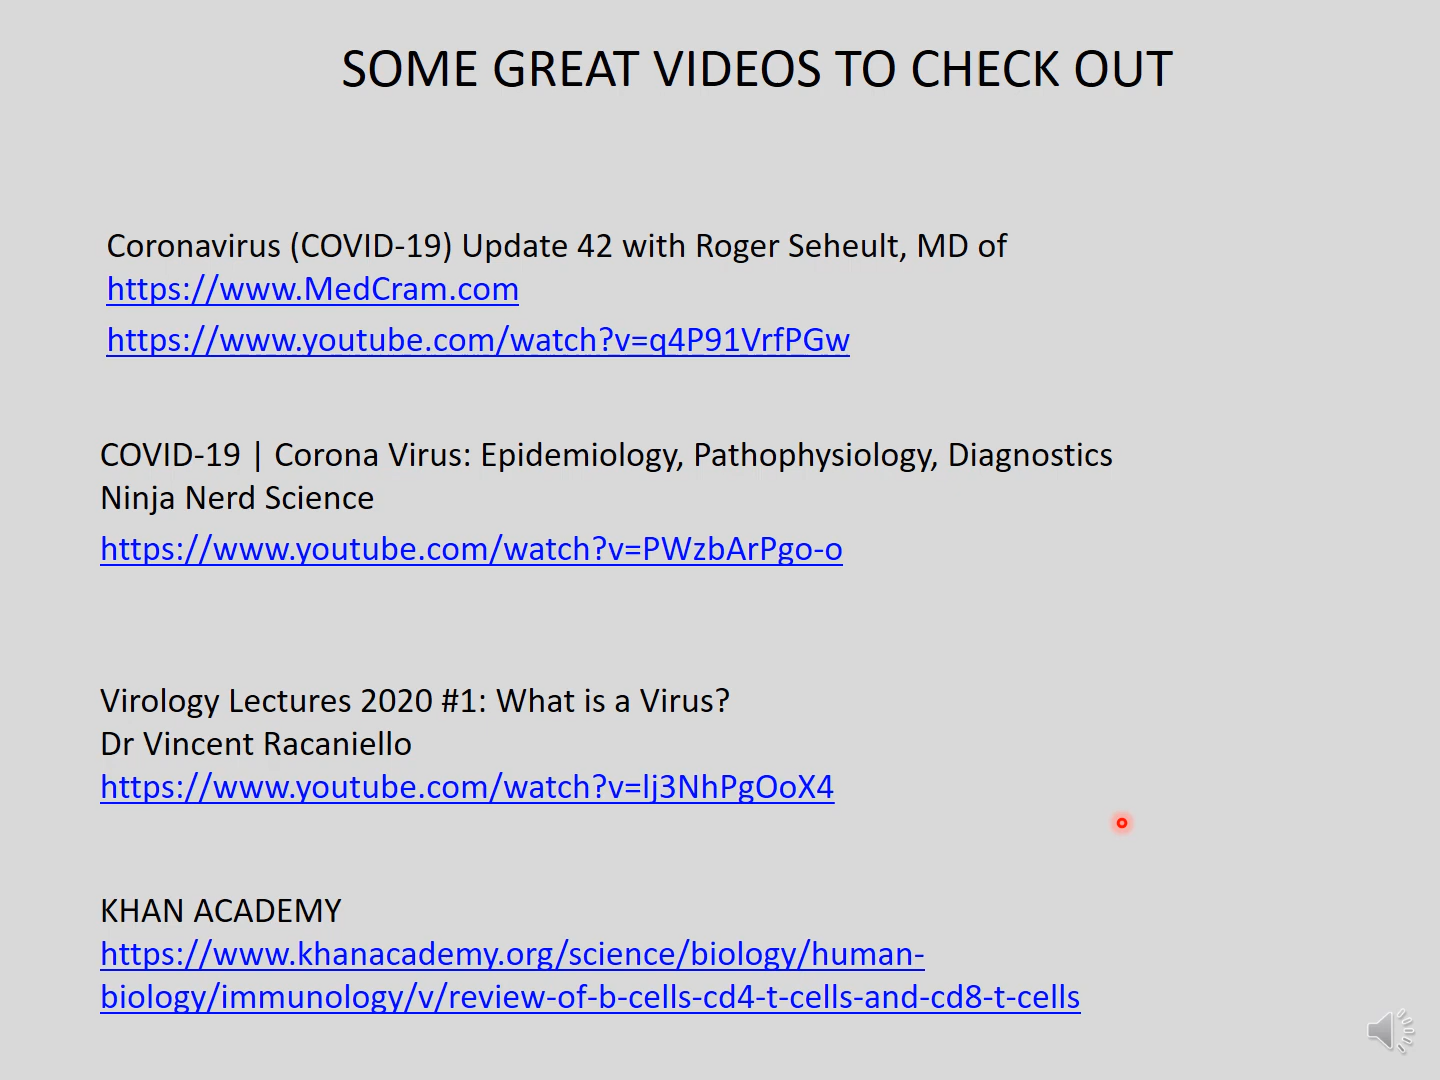 SOME GREAT VIDEOS TO CHECK OUT
Coronavirus (COVID-19) Update 42 with Roger Seheult, MD of
https://www.MedCram.com
https://www.youtube.com/watch?v=q4P91VrfPGw
COVID-19 | Corona Virus: Epidemiology, Pathophysiology, Diagnostics
Ninja Nerd Science
https://www.youtube.com/watch?v=PWzbArPgo-o
Virology Lectures 2020 #1: What is a Virus?
Dr Vincent Racaniello
https://www.youtube.com/watch?v=lj3NhPgOoX4
KHAN ACADEMY
https://www.khanacademy.org/science/biology/human-
biology/immunology/v/review-of-b-cells-cd4-t-cells-and-cd8-t-cells